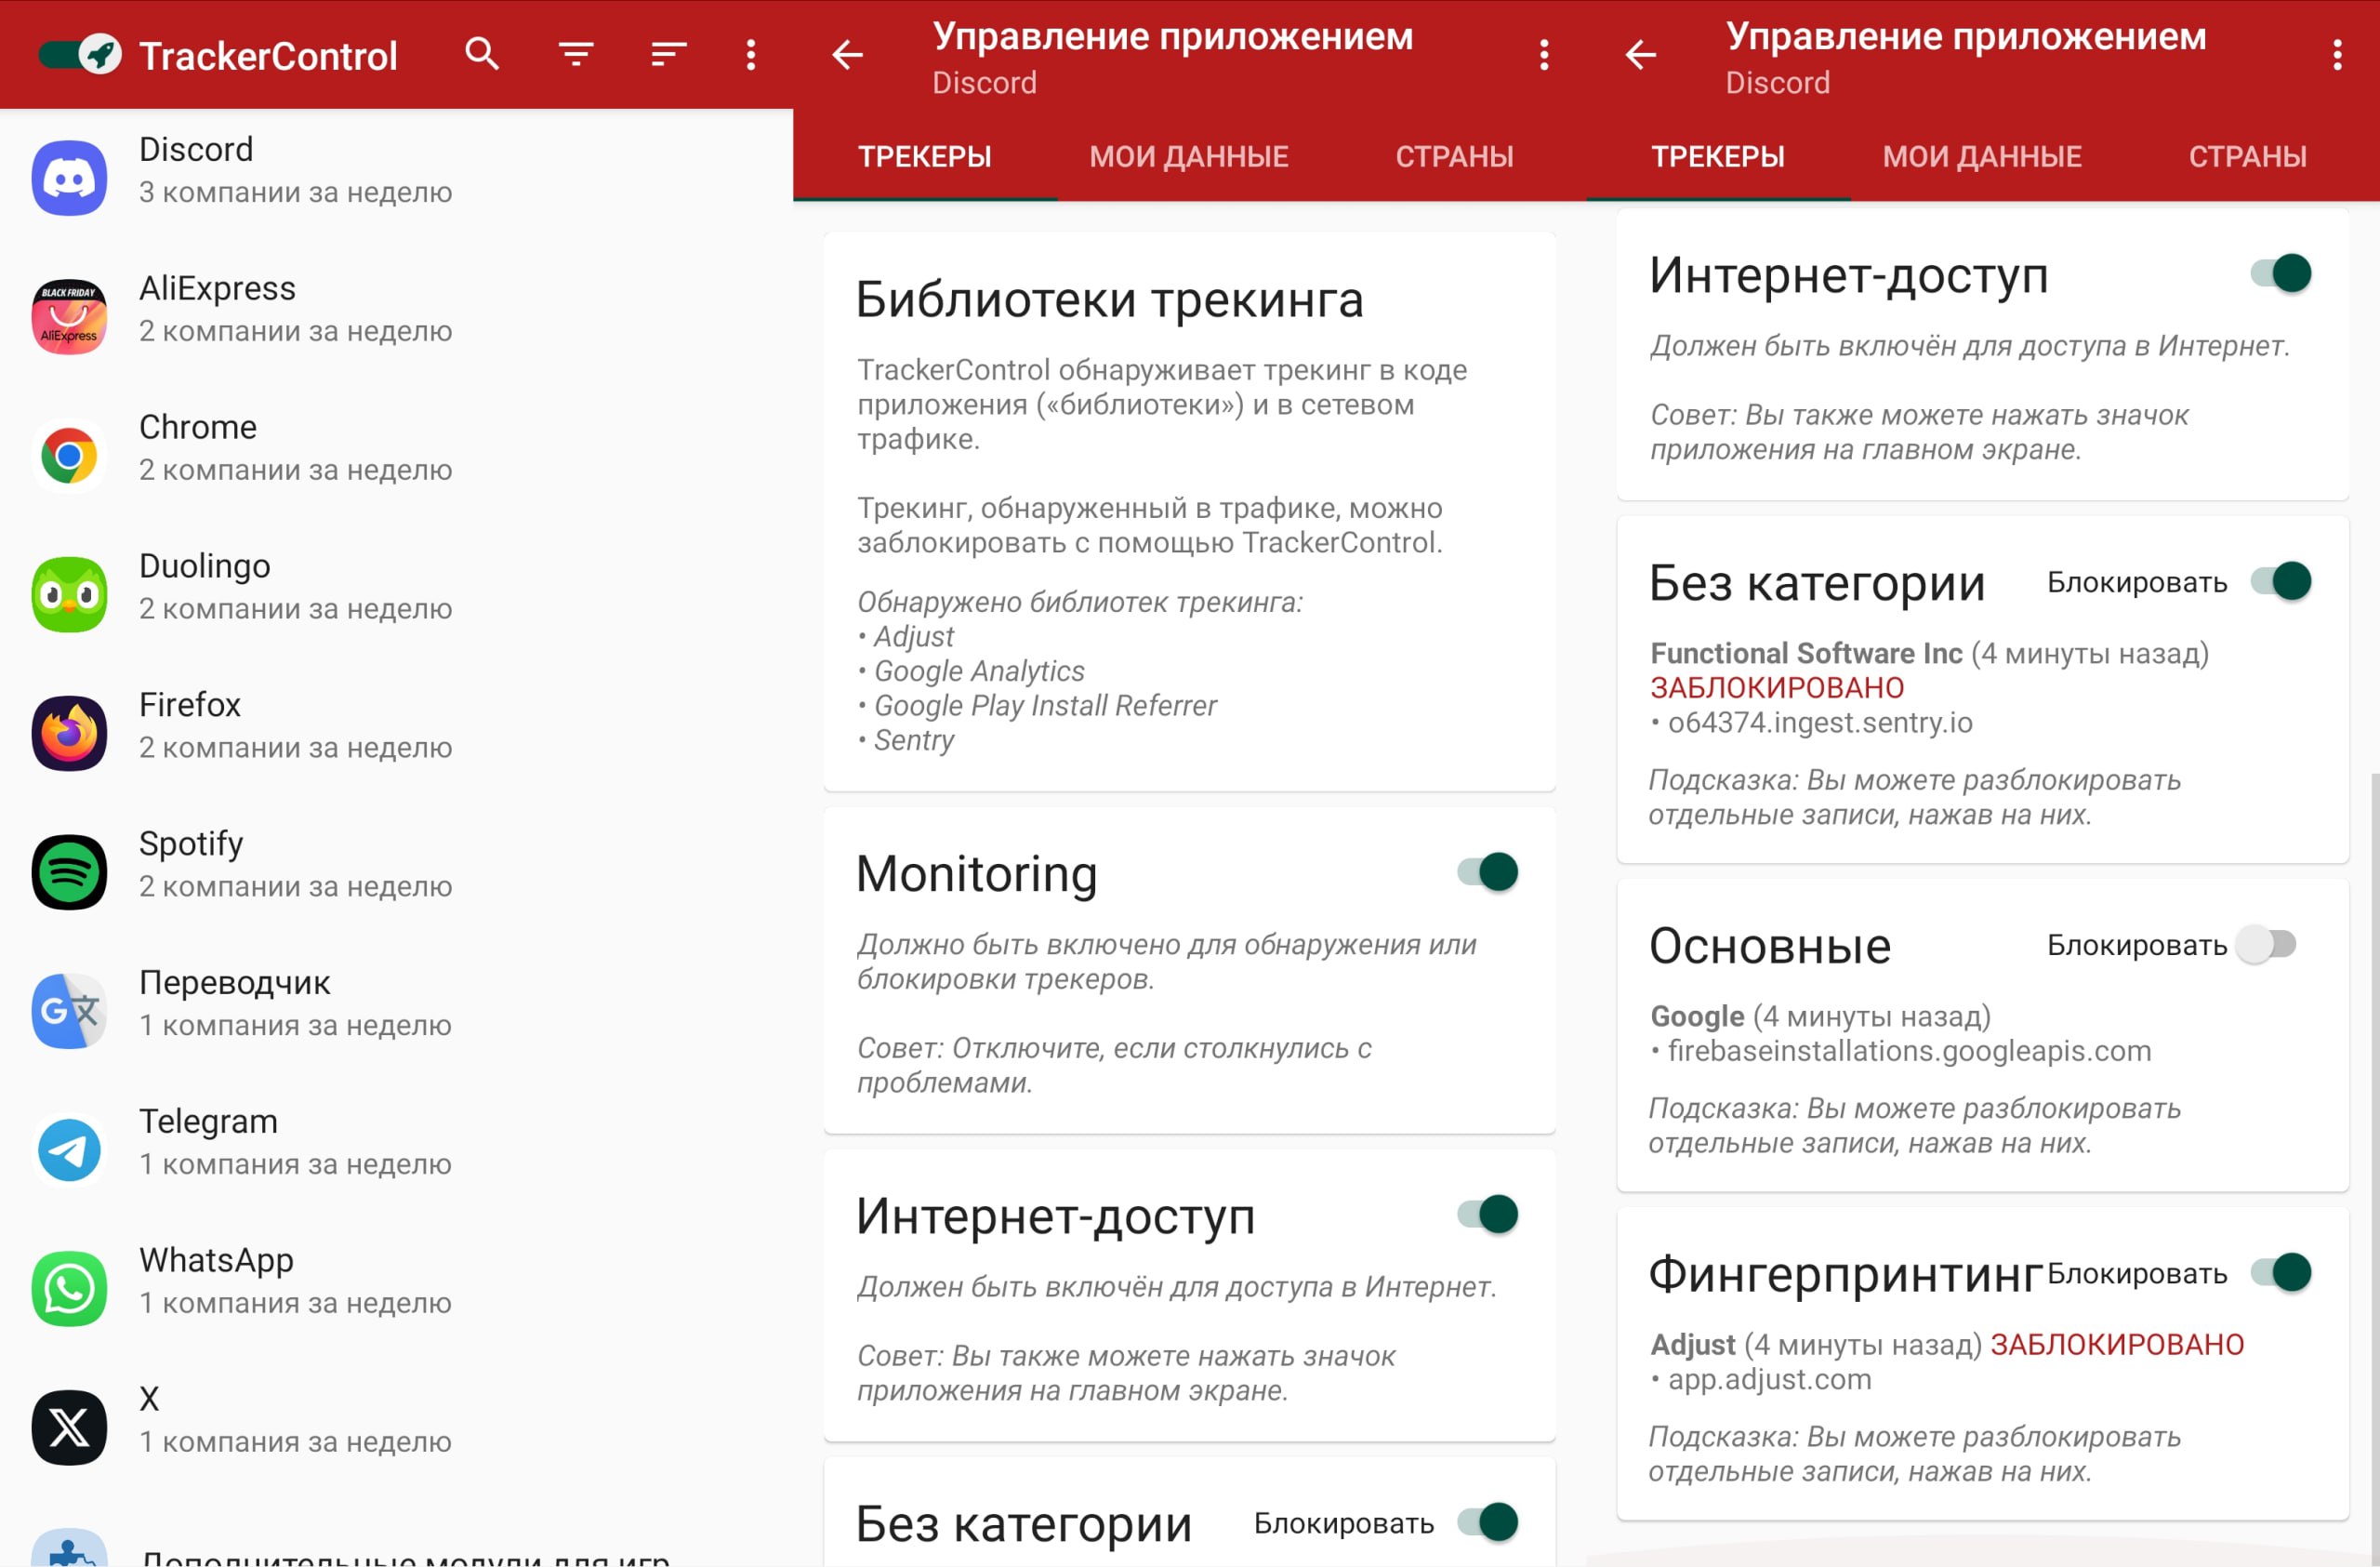 TrackerControl
Discord
3 компании за неделю
BLACK FRIDAY
AliExpress
AliExpress
2 компании за неделю
Chrome
2 компании за неделю
Duolingo
2 компании за неделю
Firefox
2 компании за неделю
Spotify
2 компании за неделю
Переводчик
1 компания за неделю
Telegram
1 компания за неделю
WhatsApp
1 компания за неделю
X
1 компания за неделю
Дополнительные модули для игр
Управление приложением
Discord
ТРЕКЕРЫ МОИ ДАННЫЕ СТРАНЫ
Библиотеки трекинга
TrackerControl обнаруживает трекинг в коде
приложения («библиотеки») и в сетевом
трафике.
Трекинг, обнаруженный в трафике, можно
заблокировать с помощью TrackerControl.
Обнаружено библиотек трекинга:
• Adjust
• Google Analytics
• Google Play Install Referrer
• Sentry
Monitoring
Должно быть включено для обнаружения или
блокировки трекеров.
Совет: Отключите, если столкнулись с
проблемами.
Интернет-доступ
Должен быть включён для доступа в Интернет.
Совет: Вы также можете нажать значок
приложения на главном экране.
Без категории Блокировать
Управление приложением
Discord
ТРЕКЕРЫ МОИ ДАННЫЕ СТРАНЫ
Интернет-доступ
Должен быть включён для доступа в Интернет.
Совет: Вы также можете нажать значок
приложения на главном экране.
Без категории Блокировать
Functional Software Inc (4 минуты назад)
ЗАБЛОКИРОВАНО
• o64374.ingest.sentry.io
Подсказка: Вы можете разблокировать
отдельные записи, нажав на них.
Основные Блокировать
Google (4 минуты назад)
• firebaseinstallations.googleapis.com
Подсказка: Вы можете разблокировать
отдельные записи, нажав на них.
Фингерпринтинг Блокировать
Adjust (4 минуты назад) ЗАБЛОКИРОВАНО
• app.adjust.com
Подсказка: Вы можете разблокировать
отдельные записи, нажав на них.